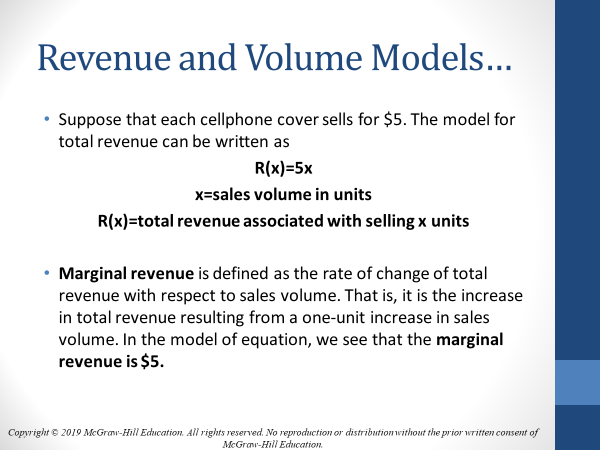 Revenue and Volume Models…
• Suppose that each cellphone cover sells for $5. The model for
total revenue can be written as
R(x)=5x
x=sales volume in units
R(x)=total revenue associated with selling x units
• Marginal revenue is defined as the rate of change of total
revenue with respect to sales volume. That is, it is the increase
in total revenue resulting from a one-unit increase in sales
volume. In the model of equation, we see that the marginal
revenue is $5.
Copyright © 2019 McGraw-Hill Education. All rights reserved. No reproduction or distribution without the prior written consent of
McGraw-Hill Education.